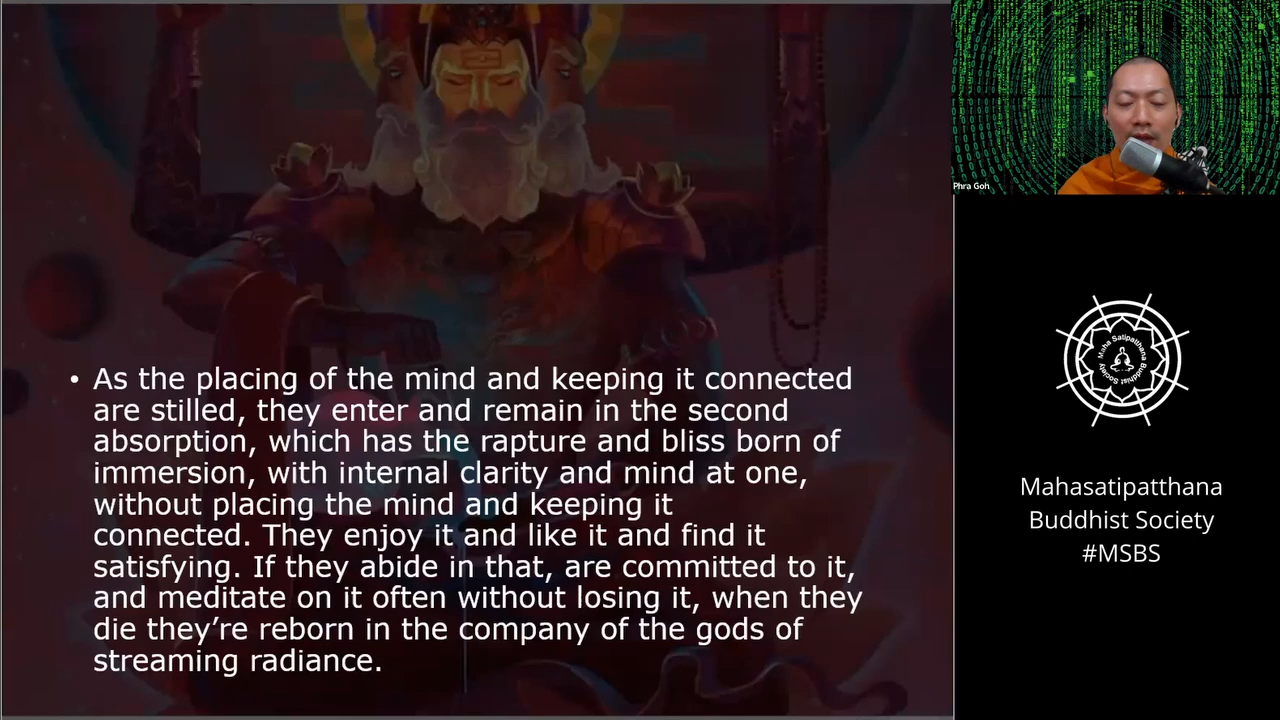 • As the placing of the mind and keeping it connected
are stilled, they enter and remain in the second
absorption, which has the rapture and bliss born of
immersion, with internal clarity and mind at one,
without placing the mind and keeping it
connected. They enjoy it and like it and find it
satisfying. If they abide in that, are committed to it,
and meditate on it often without losing it, when they
die they’re reborn in the company of the gods of
streaming radiance.
Phra Goh
Maha Satipatthana
Buddhist Society
Mahasatipatthana
Buddhist Society
#MSBS